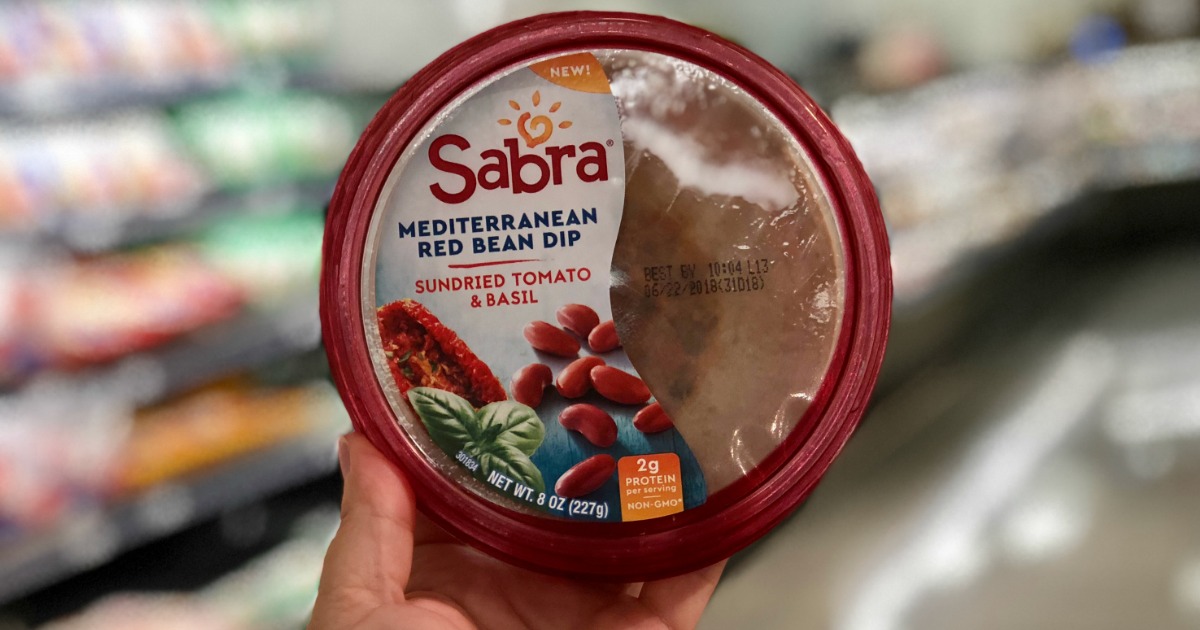 NEW!
Sabra®
MEDITERRANEAN
RED BEAN DIP
SUNDRIED TOMATO
& BASIL
BEST BY 10:04 L13
06/22/2018(31D18)
301834
NET WT. 8 OZ (227g)
2g
PROTEIN
per serving
NON-GMO*